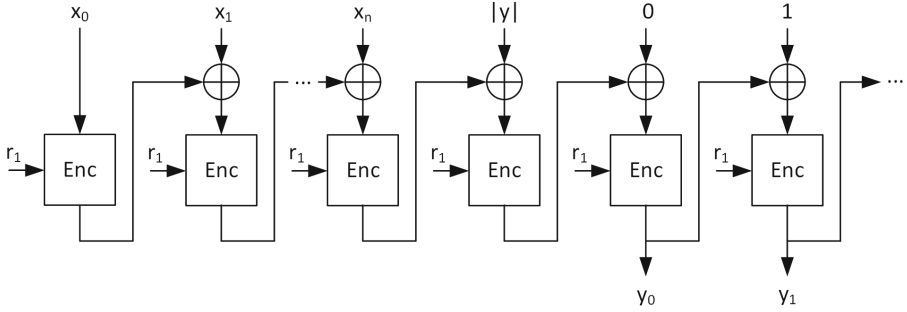 x₀ x₁ xₙ |y| 0 1
... ...
r₁ Enc r₁ Enc r₁ Enc r₁ Enc r₁ Enc r₁ Enc
y₀ y₁